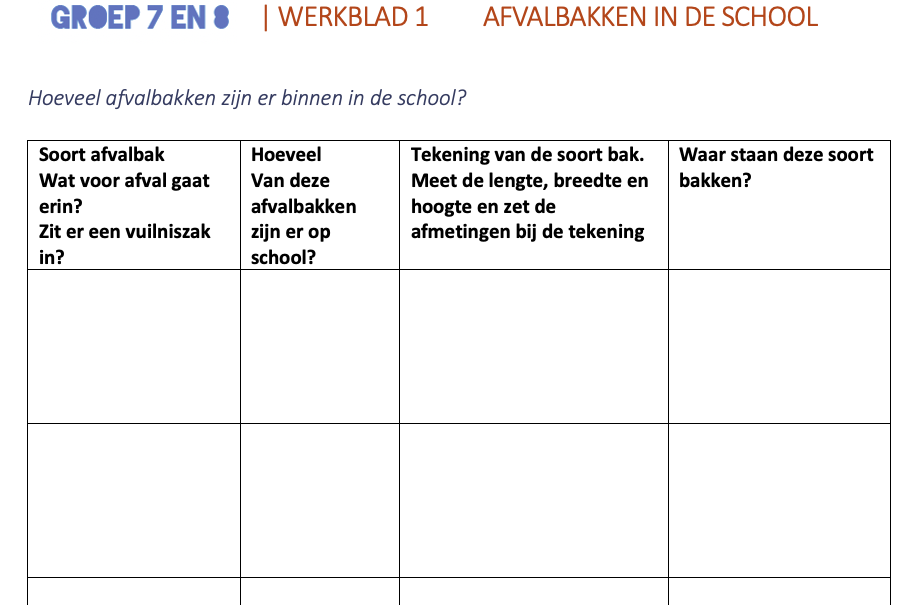 GROEP 7 EN 8 | WERKBLAD 1 AFVALBAKKEN IN DE SCHOOL
Hoeveel afvalbakken zijn er binnen in de school?
Soort afvalbak
Wat voor afval gaat
erin?
Zit er een vuilniszak
in?
Hoeveel
Van deze
afvalbakken
zijn er op
school?
Tekening van de soort bak.
Meet de lengte, breedte en
hoogte en zet de
afmetingen bij de tekening
Waar staan deze soort
bakken?